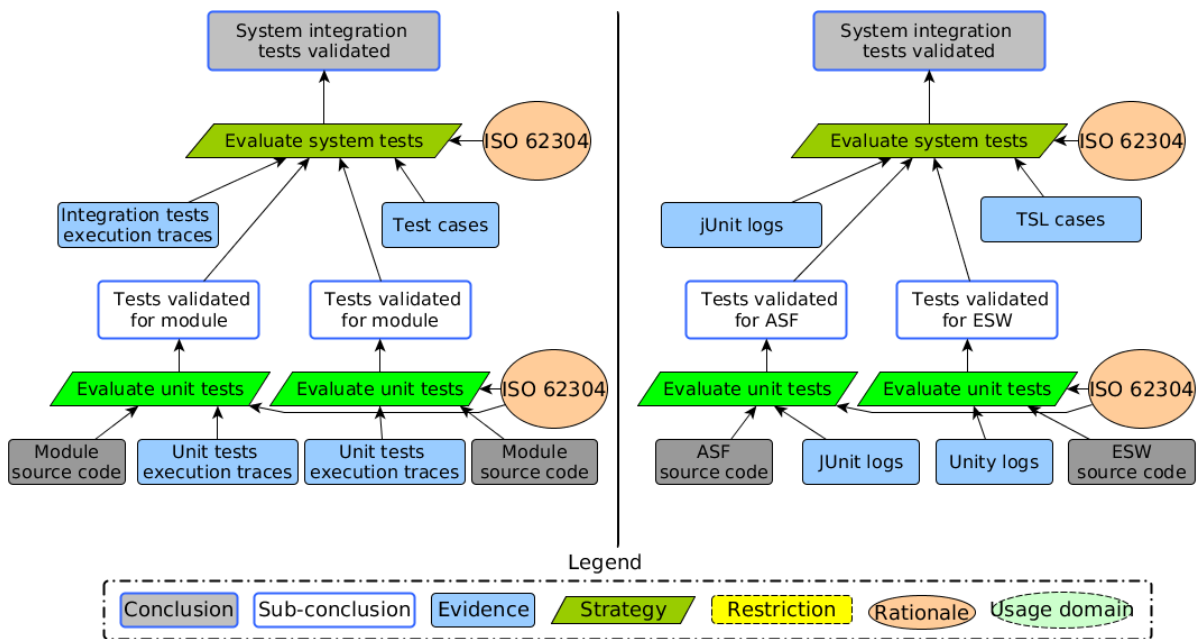 System integration
tests validated
Evaluate system tests
ISO 62304
Integration tests
execution traces
Test cases
Tests validated
for module
Tests validated
for module
Evaluate unit tests
Evaluate unit tests
ISO 62304
Module
source code
Unit tests
execution traces
Unit tests
execution traces
Module
source code
System integration
tests validated
Evaluate system tests
ISO 62304
jUnit logs
TSL cases
Tests validated
for ASF
Tests validated
for ESW
Evaluate unit tests
Evaluate unit tests
ISO 62304
ASF
source code
JUnit logs
Unity logs
ESW
source code
Legend
Conclusion
Sub-conclusion
Evidence
Strategy
Restriction
Rationale
Usage domain